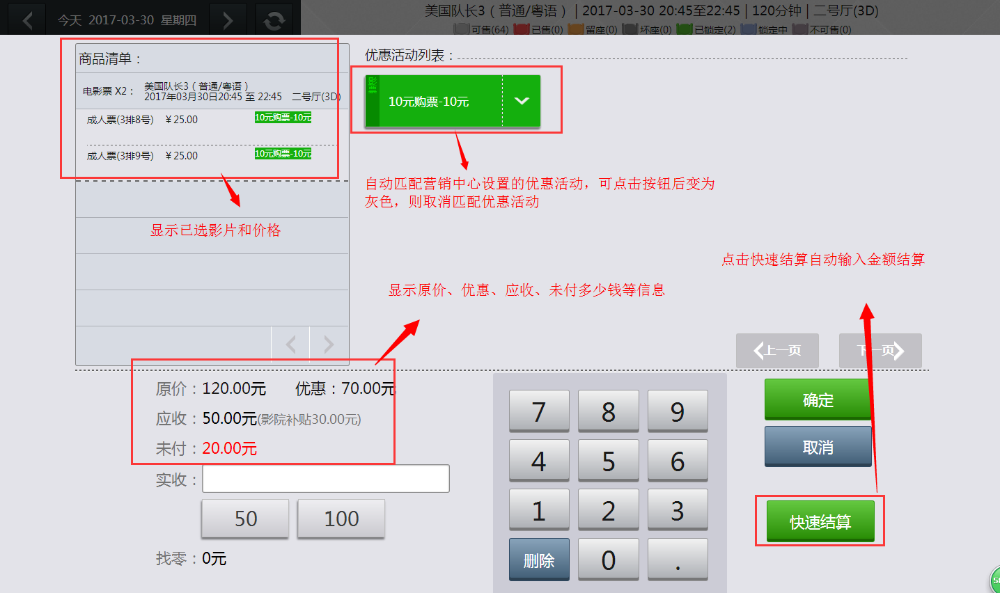 今天 2017-03-30 星期四
美国队长3（普通/粤语）| 2017-03-30 20:45至22:45 | 120分钟 | 二号厅(3D)
可售(64) 已售(0) 留座(0) 坏座(0) 已锁定(2) 锁定中 不可售(0)
商品清单：
电影票 X2：
美国队长3（普通/粤语）
2017年03月30日20:45 至 22:45 二号厅(3D)
成人票(3排8号) ￥25.00 10元购票-10元
成人票(3排9号) ￥25.00 10元购票-10元
显示已选影片和价格
优惠活动列表：
影票
10元购票-10元
自动匹配营销中心设置的优惠活动，可点击按钮后变为
灰色，则取消匹配优惠活动
点击快速结算自动输入金额结算
显示原价、优惠、应收、未付多少钱等信息
上一页 下一页
原价：120.00元 优惠：70.00元
应收：50.00元(影院补贴30.00元)
未付：20.00元
实收：
50 100
找零：0元
7 8 9
4 5 6
1 2 3
删除 0 .
确定
取消
快速结算